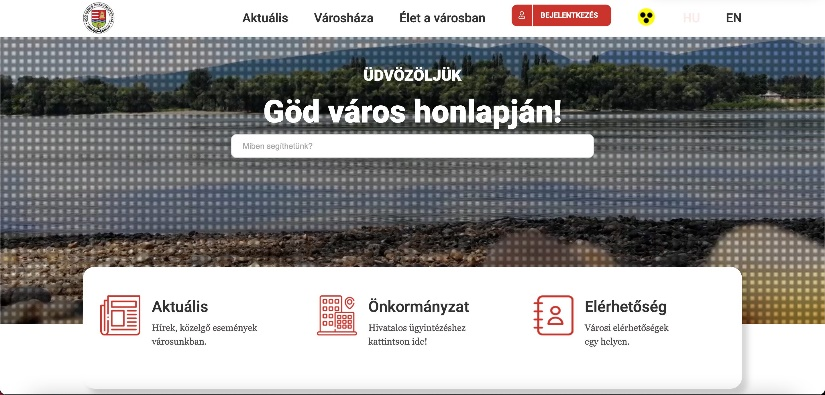 Aktuális
Városháza
Élet a városban
BEJELENTKEZÉS
HU
EN
ÜDVÖZÖLJÜK
Göd város honlapján!
Miben segíthetünk?
Aktuális
Hírek, közelgő események
városunkban.
Önkormányzat
Hivatalos ügyintézéshez
kattintson ide!
Elérhetőség
Városi elérhetőségek
egy helyen.